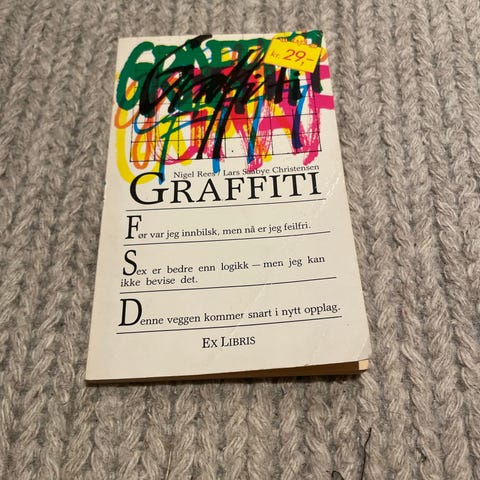 Graffiti
kr. 29,-
Nigel Rees / Lars Saabye Christensen
GRAFFITI
Før var jeg innbilsk, men nå er jeg feilfri.
Sex er bedre enn logikk — men jeg kan
ikke bevise det.
Denne veggen kommer snart i nytt opplag.
EX LIBRIS